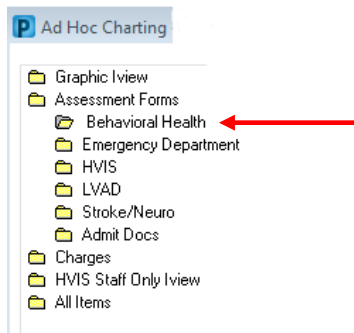 P Ad Hoc Charting
Graphic Iview
Assessment Forms
Behavioral Health
Emergency Department
HVIS
LVAD
Stroke/Neuro
Admit Docs
Charges
HVIS Staff Only Iview
All Items